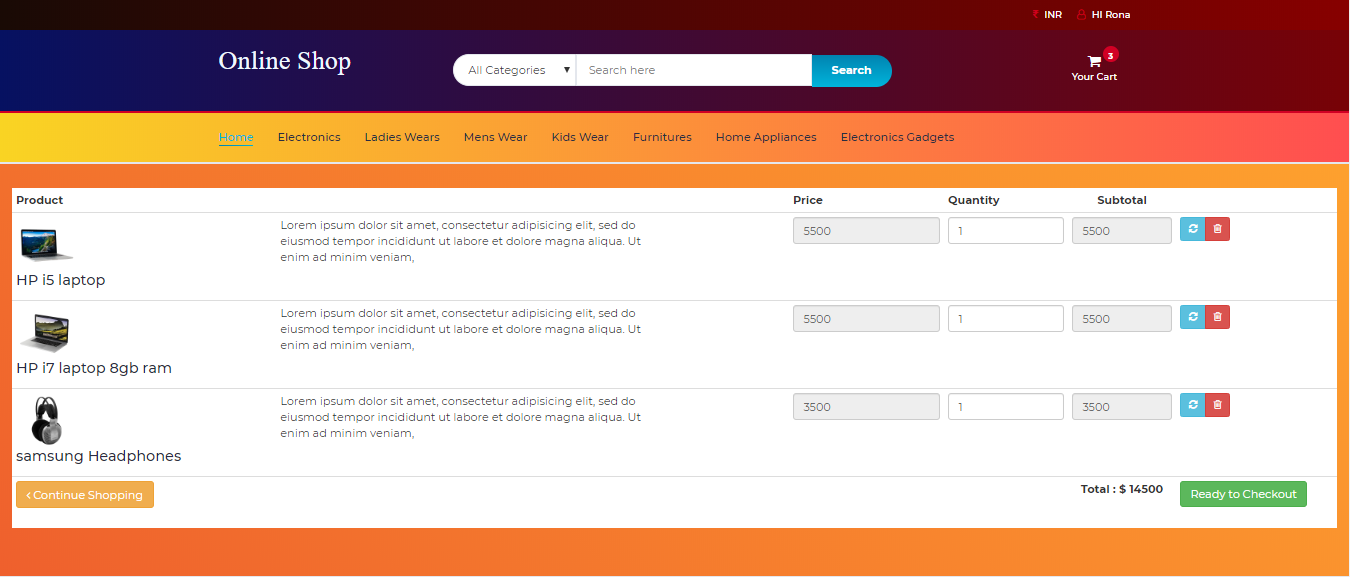 INR HI Rona
Online Shop
All Categories Search here Search
3
Your Cart
Home Electronics Ladies Wears Mens Wear Kids Wear Furnitures Home Appliances Electronics Gadgets
Product Price Quantity Subtotal
Lorem ipsum dolor sit amet, consectetur adipisicing elit, sed do
eiusmod tempor incididunt ut labore et dolore magna aliqua. Ut
enim ad minim veniam,
5500 1 5500
HP i5 laptop
Lorem ipsum dolor sit amet, consectetur adipisicing elit, sed do
eiusmod tempor incididunt ut labore et dolore magna aliqua. Ut
enim ad minim veniam,
5500 1 5500
HP i7 laptop 8gb ram
Lorem ipsum dolor sit amet, consectetur adipisicing elit, sed do
eiusmod tempor incididunt ut labore et dolore magna aliqua. Ut
enim ad minim veniam,
3500 1 3500
samsung Headphones
Continue Shopping Total : $ 14500 Ready to Checkout